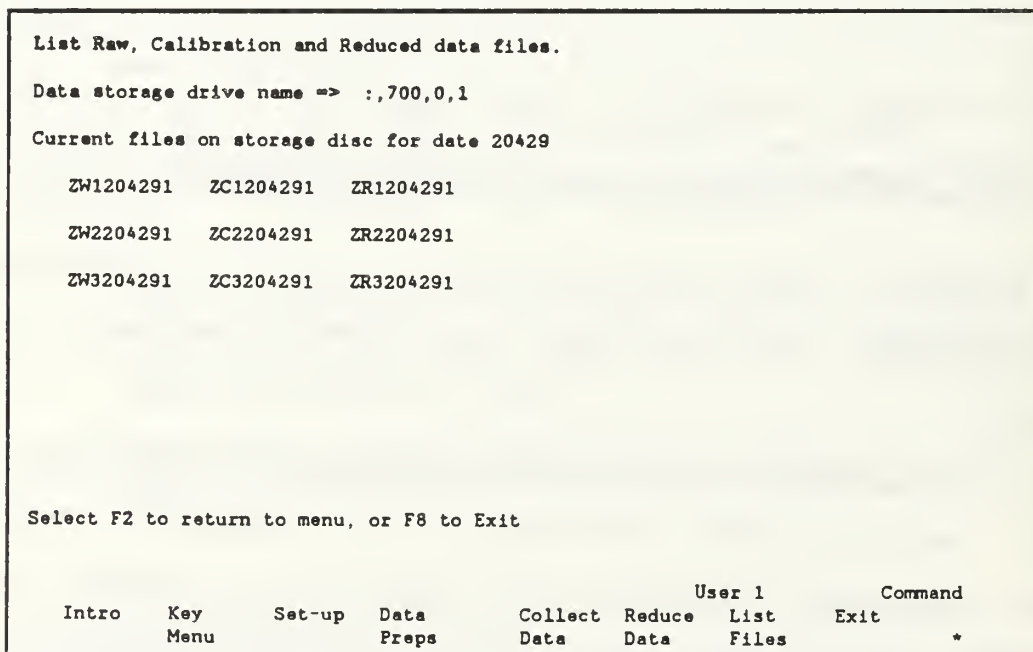 List Raw, Calibration and Reduced data files.
Data storage drive name => :,700,0,1
Current files on storage disc for date 20429
ZW1204291 ZC1204291 ZR1204291
ZW2204291 ZC2204291 ZR2204291
ZW3204291 ZC3204291 ZR3204291
Select F2 to return to menu, or F8 to Exit
User 1 Command
Intro Key Set-up Data Collect Reduce List Exit
Menu Preps Data Data Files *